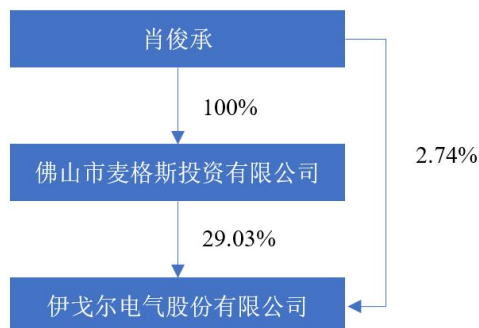 肖俊承
100%
佛山市麦格斯投资有限公司
2.74%
29.03%
伊戈尔电气股份有限公司